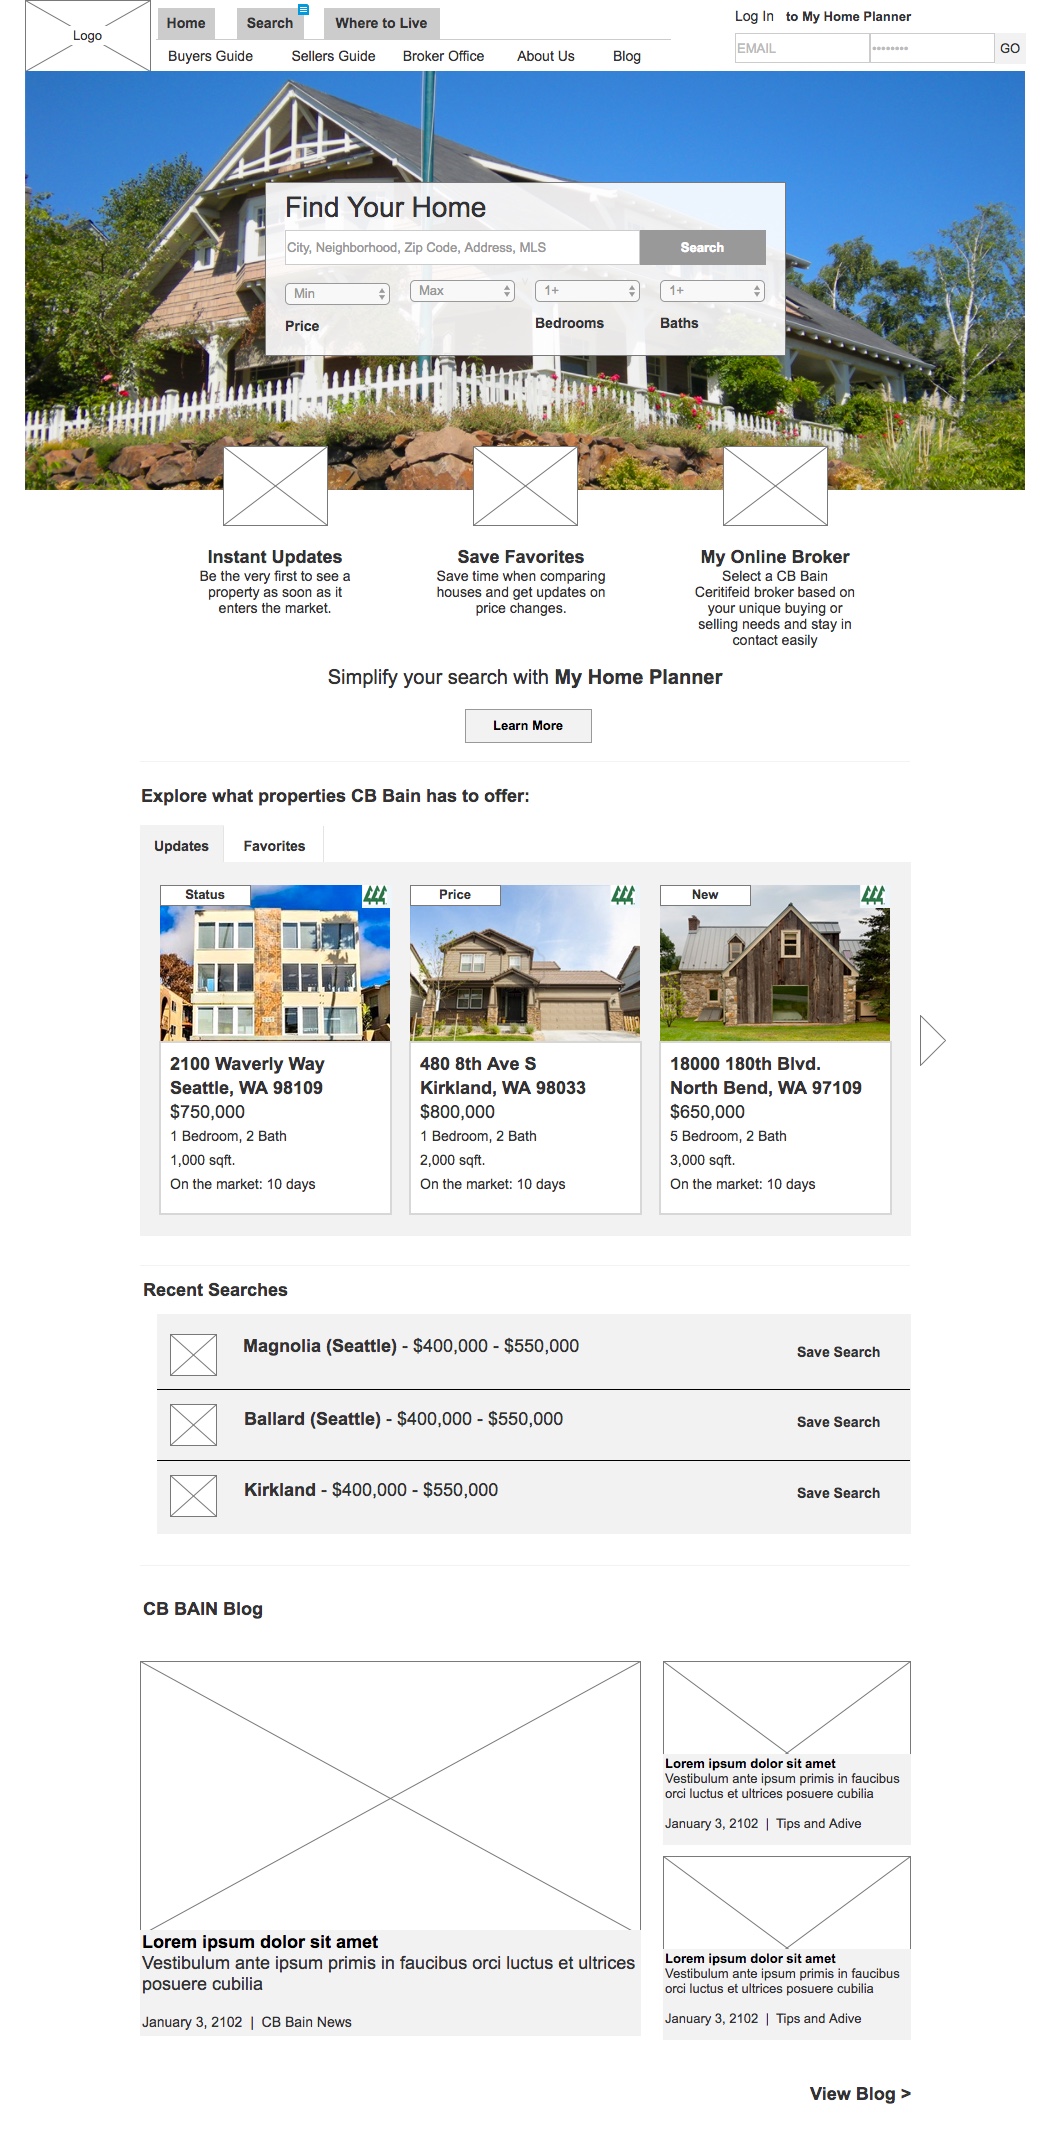 Logo
Home
Search
Where to Live
Log In to My Home Planner
EMAIL
••••••••
GO
Buyers Guide
Sellers Guide
Broker Office
About Us
Blog
Find Your Home
City, Neighborhood, Zip Code, Address, MLS
Search
Min
Max
1+
1+
Price
Bedrooms
Baths
Instant Updates
Be the very first to see a
property as soon as it
enters the market.
Save Favorites
Save time when comparing
houses and get updates on
price changes.
My Online Broker
Select a CB Bain
Ceritifeid broker based on
your unique buying or
selling needs and stay in
contact easily
Simplify your search with My Home Planner
Learn More
Explore what properties CB Bain has to offer:
Updates
Favorites
Status
2100 Waverly Way
Seattle, WA 98109
$750,000
1 Bedroom, 2 Bath
1,000 sqft.
On the market: 10 days
Price
480 8th Ave S
Kirkland, WA 98033
$800,000
1 Bedroom, 2 Bath
2,000 sqft.
On the market: 10 days
New
18000 180th Blvd.
North Bend, WA 97109
$650,000
5 Bedroom, 2 Bath
3,000 sqft.
On the market: 10 days
Recent Searches
Magnolia (Seattle) - $400,000 - $550,000
Save Search
Ballard (Seattle) - $400,000 - $550,000
Save Search
Kirkland - $400,000 - $550,000
Save Search
CB BAIN Blog
Lorem ipsum dolor sit amet
Vestibulum ante ipsum primis in faucibus orci luctus et ultrices
posuere cubilia
January 3, 2102 | CB Bain News
Lorem ipsum dolor sit amet
Vestibulum ante ipsum primis in faucibus
orci luctus et ultrices posuere cubilia
January 3, 2102 | Tips and Adive
Lorem ipsum dolor sit amet
Vestibulum ante ipsum primis in faucibus
orci luctus et ultrices posuere cubilia
January 3, 2102 | Tips and Adive
View Blog >